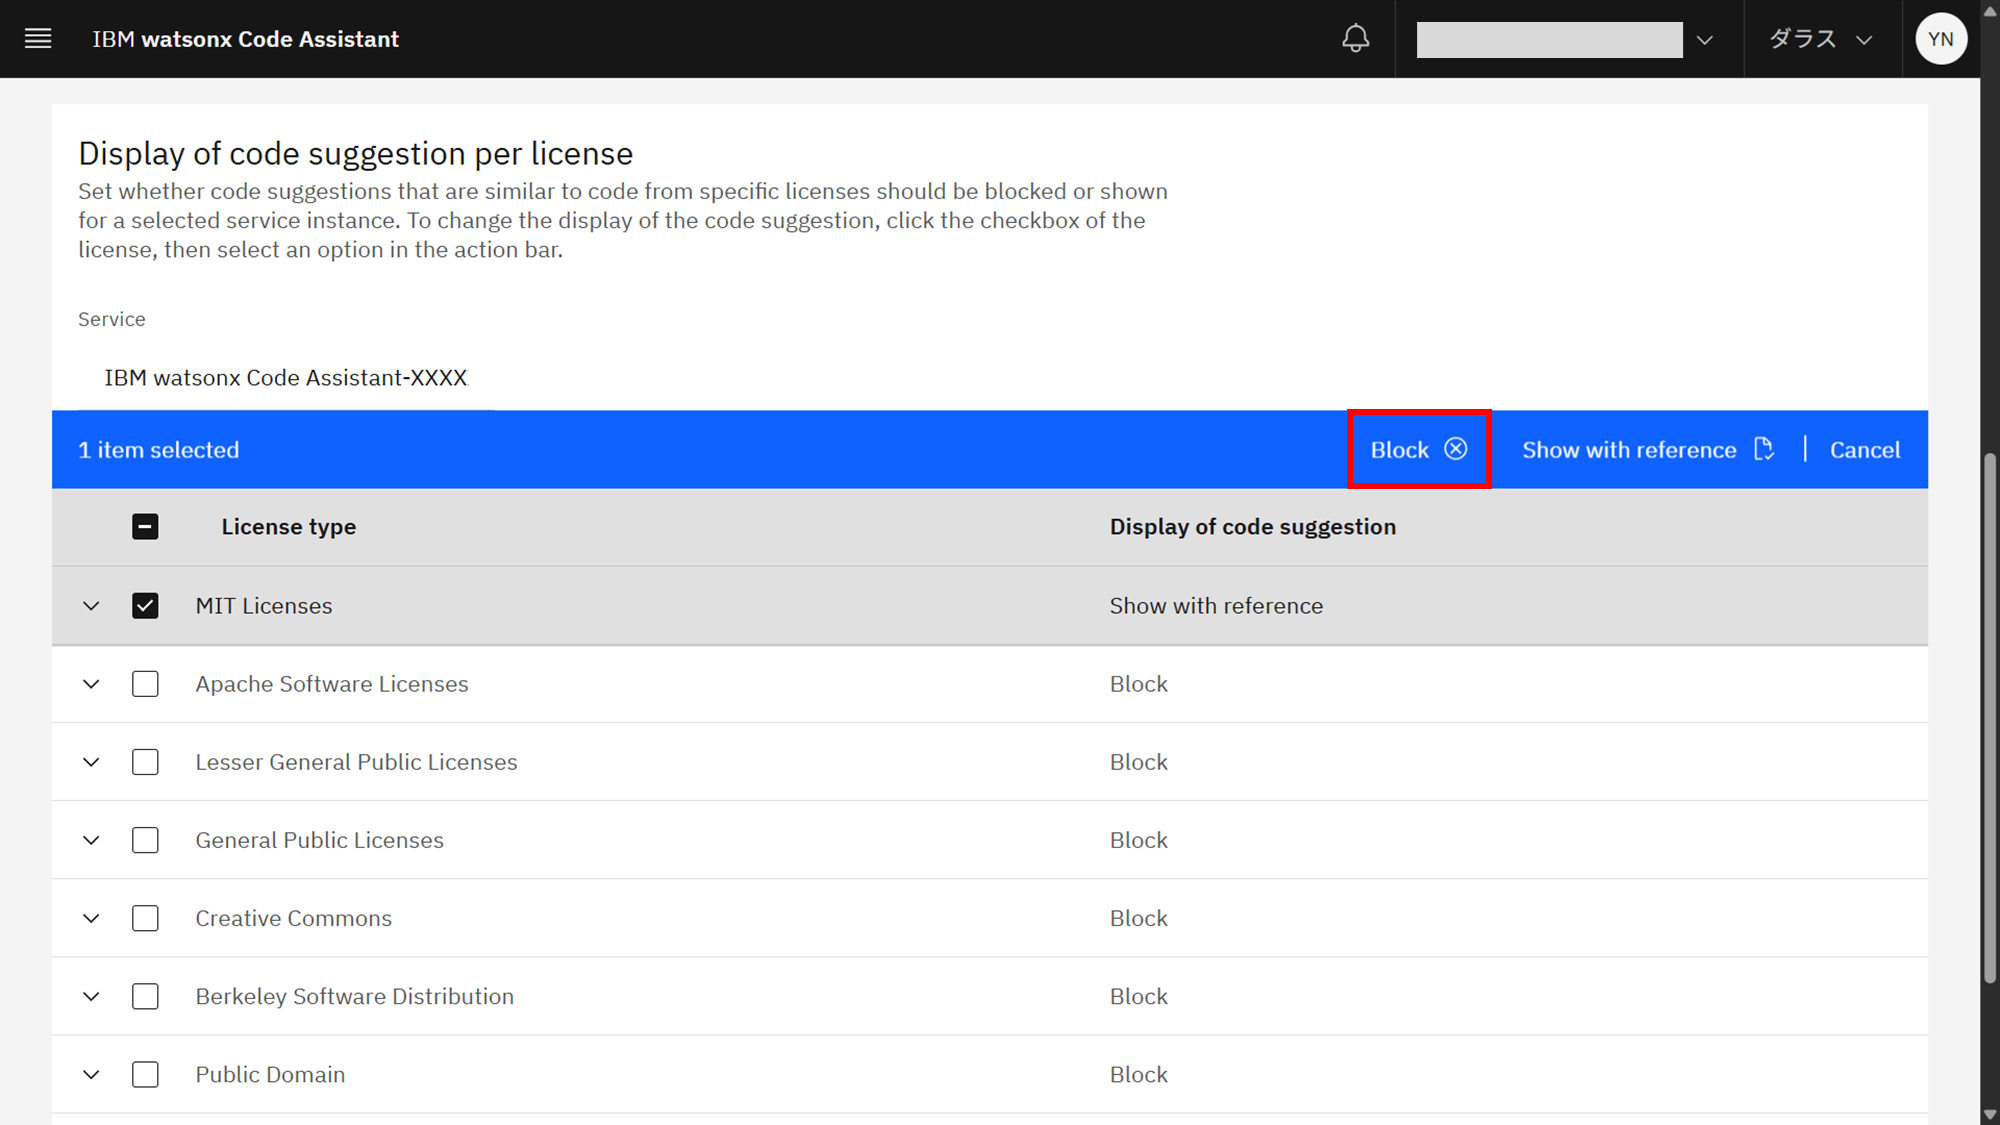 IBM watsonx Code Assistant
ダラス
YN
Display of code suggestion per license
Set whether code suggestions that are similar to code from specific licenses should be blocked or shown
for a selected service instance. To change the display of the code suggestion, click the checkbox of the
license, then select an option in the action bar.
Service
IBM watsonx Code Assistant-XXXX
1 item selected
Block
Show with reference
Cancel
License type
Display of code suggestion
MIT Licenses
Show with reference
Apache Software Licenses
Block
Lesser General Public Licenses
Block
General Public Licenses
Block
Creative Commons
Block
Berkeley Software Distribution
Block
Public Domain
Block